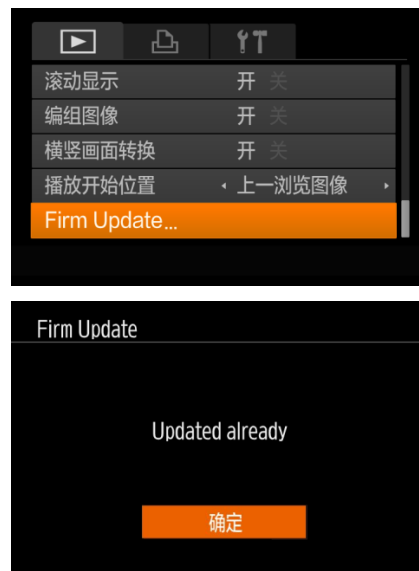 滚动显示 开 关
编组图像 开 关
横竖画面转换 开 关
播放开始位置 上一浏览图像
Firm Update...
Firm Update
Updated already
确定